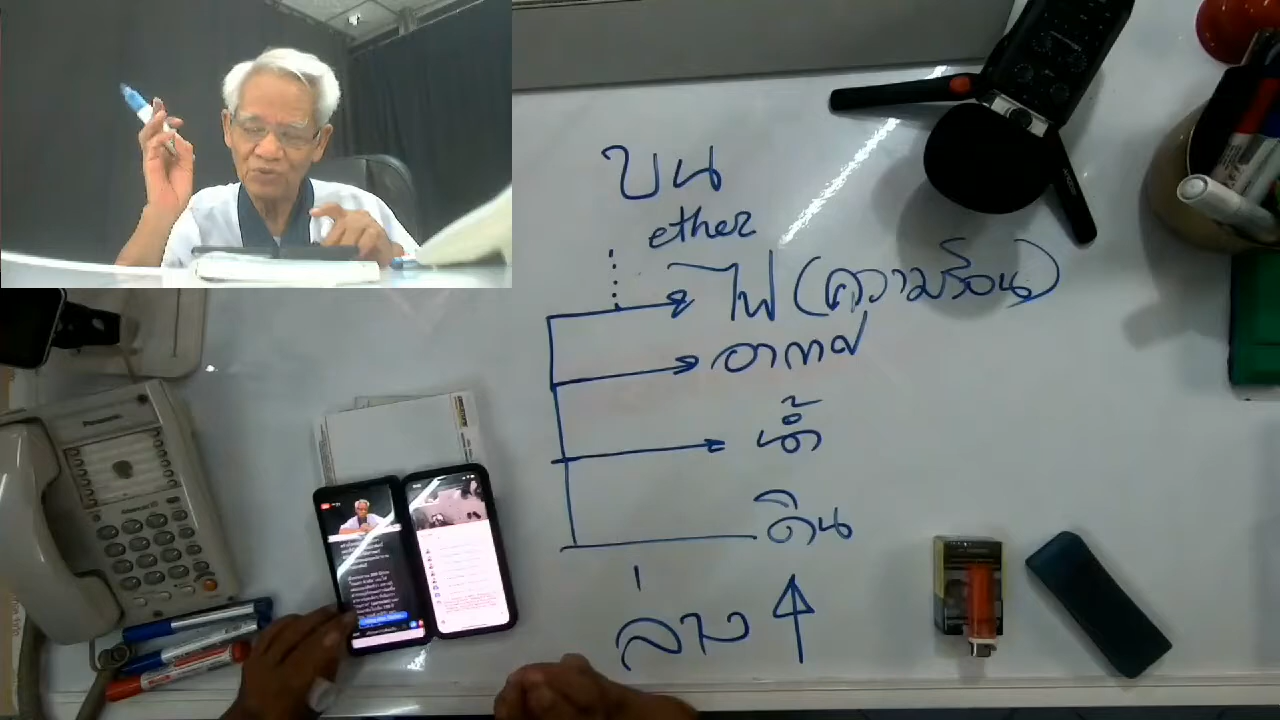 บน
ether
ไฟ (ความร้อน)
อากาศ
น้ำ
ดิน
ล่าง